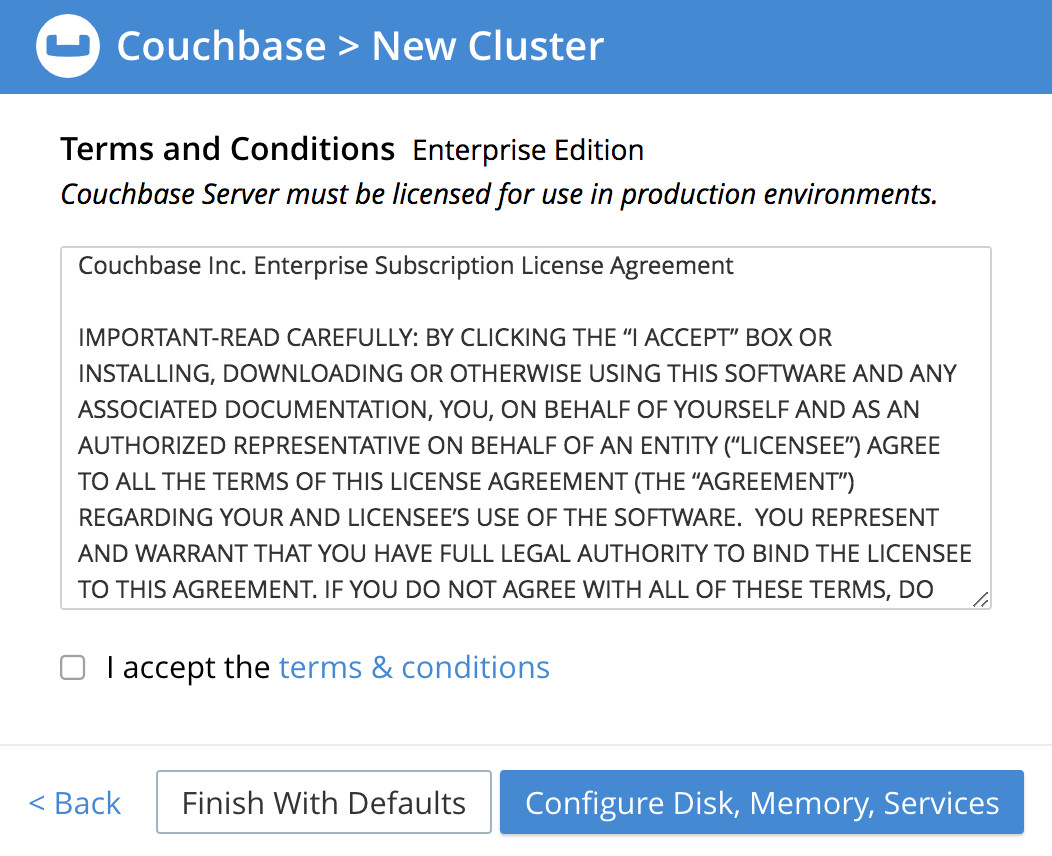 Couchbase > New Cluster
Terms and Conditions Enterprise Edition
Couchbase Server must be licensed for use in production environments.
Couchbase Inc. Enterprise Subscription License Agreement
IMPORTANT-READ CAREFULLY: BY CLICKING THE “I ACCEPT” BOX OR
INSTALLING, DOWNLOADING OR OTHERWISE USING THIS SOFTWARE AND ANY
ASSOCIATED DOCUMENTATION, YOU, ON BEHALF OF YOURSELF AND AS AN
AUTHORIZED REPRESENTATIVE ON BEHALF OF AN ENTITY (“LICENSEE”) AGREE
TO ALL THE TERMS OF THIS LICENSE AGREEMENT (THE “AGREEMENT”)
REGARDING YOUR AND LICENSEE’S USE OF THE SOFTWARE.  YOU REPRESENT
AND WARRANT THAT YOU HAVE FULL LEGAL AUTHORITY TO BIND THE LICENSEE
TO THIS AGREEMENT. IF YOU DO NOT AGREE WITH ALL OF THESE TERMS, DO
I accept the terms & conditions
< Back Finish With Defaults Configure Disk, Memory, Services